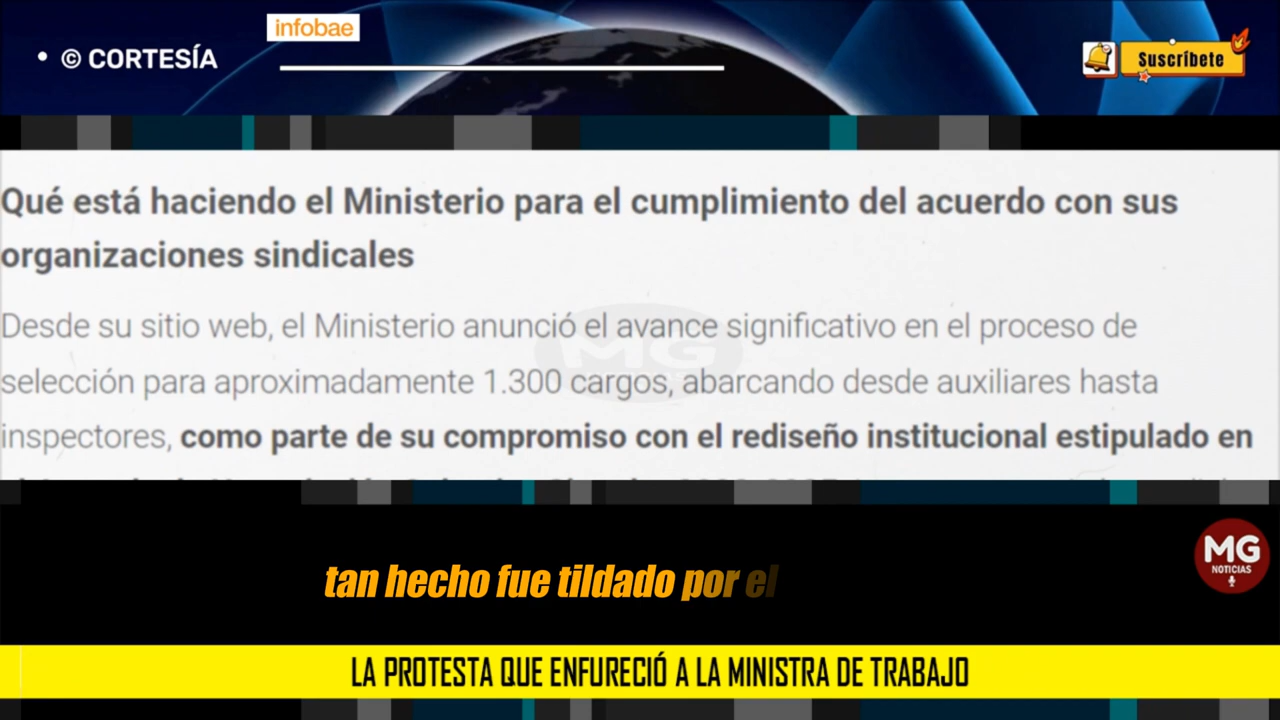 infobae
• © CORTESÍA
Suscríbete
Qué está haciendo el Ministerio para el cumplimiento del acuerdo con sus
organizaciones sindicales
Desde su sitio web, el Ministerio anunció el avance significativo en el proceso de
selección para aproximadamente 1.300 cargos, abarcando desde auxiliares hasta
inspectores, como parte de su compromiso con el rediseño institucional estipulado en
MG
tan hecho fue tildado por el
MG
NOTICIAS
LA PROTESTA QUE ENFURECIÓ A LA MINISTRA DE TRABAJO